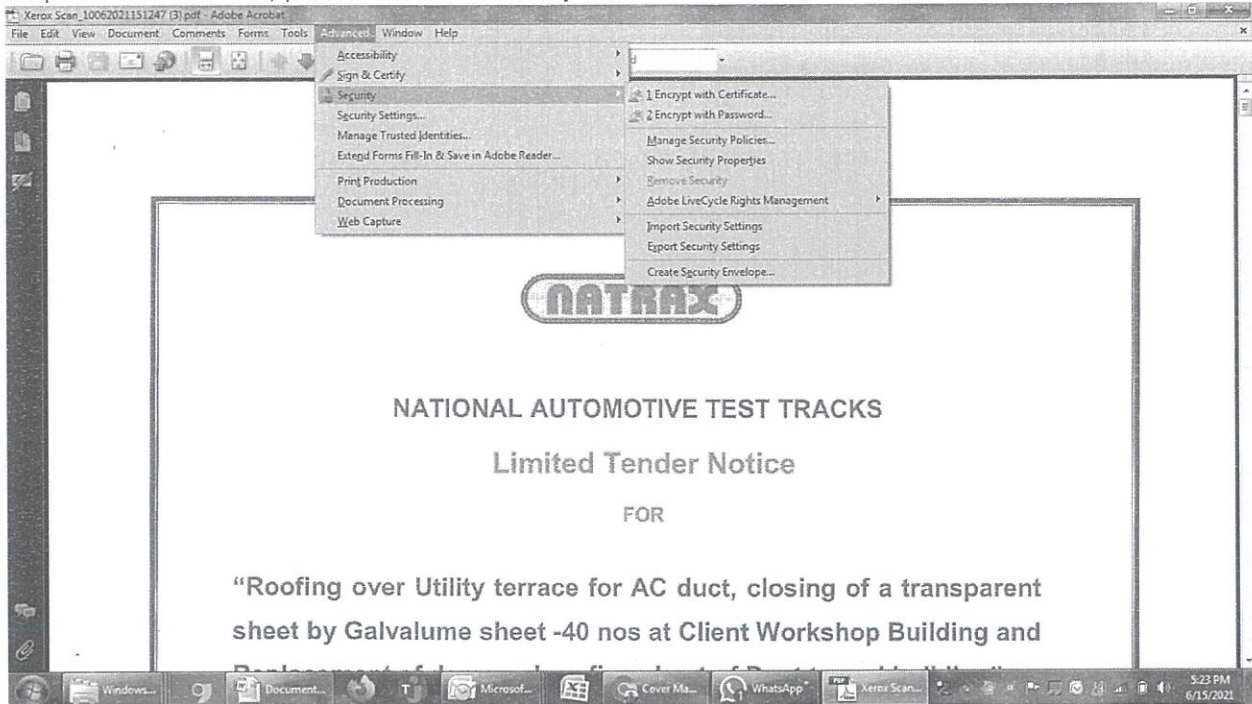 Xerox Scan_10062021151247 (3).pdf - Adobe Acrobat
File Edit View Document Comments Forms Tools Advanced Window Help
Accessibility
Sign & Certify
Security
Security Settings...
Manage Trusted Identities...
Extend Forms Fill-In & Save in Adobe Reader...
Print Production
Document Processing
Web Capture
1 Encrypt with Certificate...
2 Encrypt with Password...
Manage Security Policies...
Show Security Properties
Remove Security
Adobe LiveCycle Rights Management
Import Security Settings
Export Security Settings
Create Security Envelope...
NATRAX
NATIONAL AUTOMOTIVE TEST TRACKS
Limited Tender Notice
FOR
“Roofing over Utility terrace for AC duct, closing of a transparent
sheet by Galvalume sheet -40 nos at Client Workshop Building and
Windows... Document... Microsof... Cover Ma... WhatsApp Xerox Scan...
5:23 PM
6/15/2021